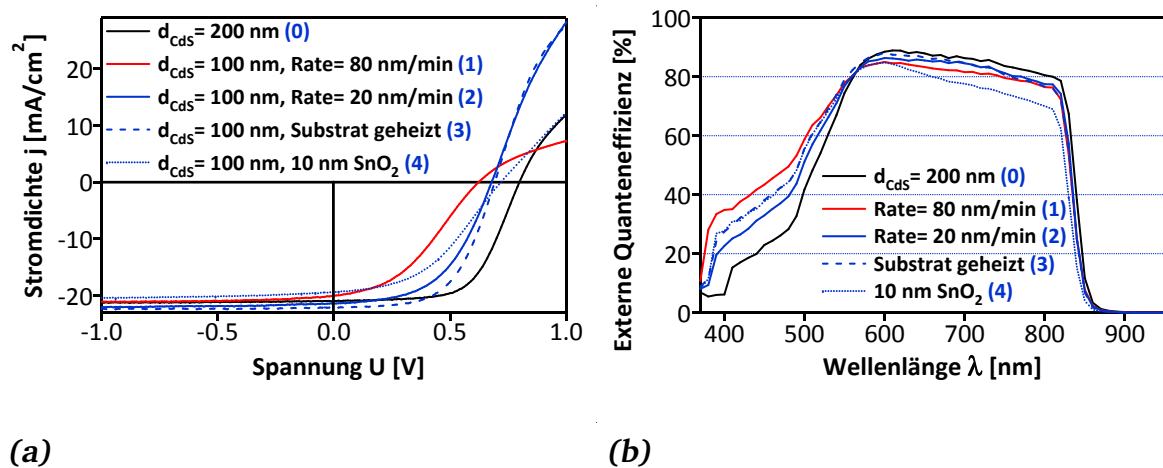 Stromdichte j [mA/cm²]
20
10
0
-10
-20
d_CdS= 200 nm (0)
d_CdS= 100 nm, Rate= 80 nm/min (1)
d_CdS= 100 nm, Rate= 20 nm/min (2)
d_CdS= 100 nm, Substrat geheizt (3)
d_CdS= 100 nm, 10 nm SnO₂ (4)
-1.0
-0.5
0.0
0.5
1.0
Spannung U [V]
(a)
Externe Quanteneffizienz [%]
100
80
60
40
20
0
d_CdS= 200 nm (0)
Rate= 80 nm/min (1)
Rate= 20 nm/min (2)
Substrat geheizt (3)
10 nm SnO₂ (4)
400
500
600
700
800
900
Wellenlänge λ [nm]
(b)